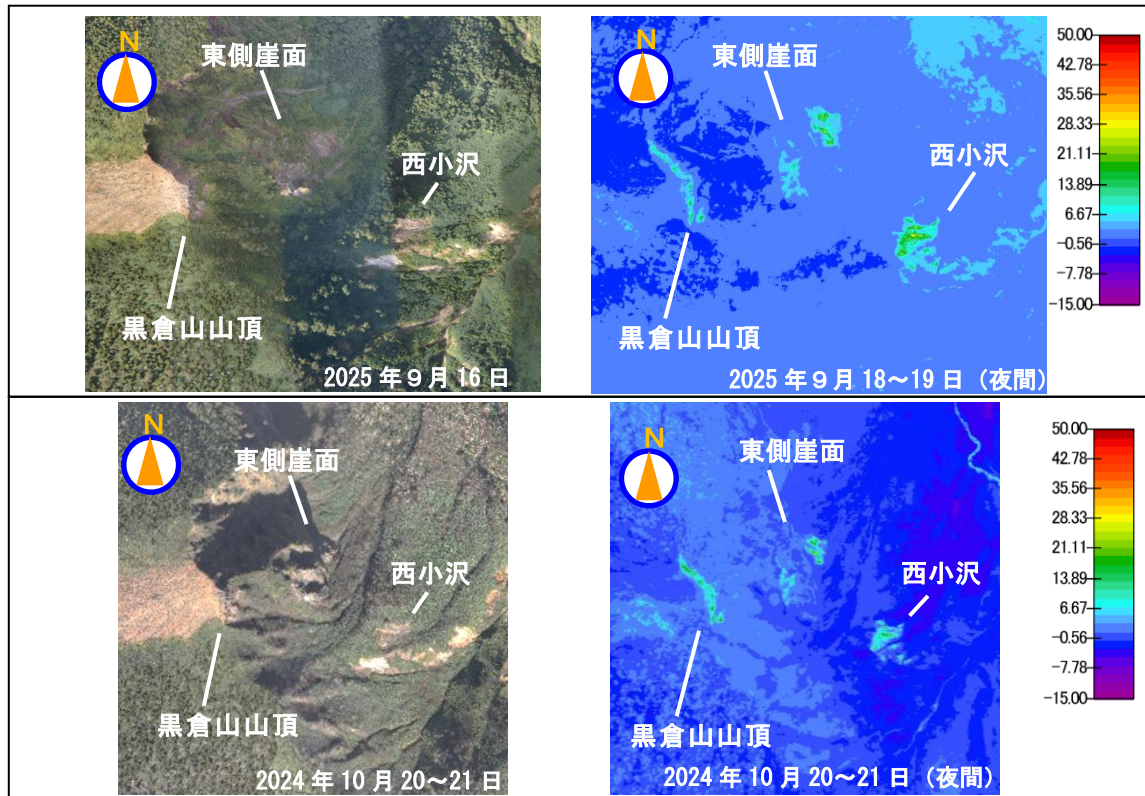 N
東側崖面
西小沢
黒倉山山頂
2025年9月16日
N
東側崖面
西小沢
黒倉山山頂
2025年9月18~19日(夜間)
50.00
42.78
35.56
28.33
21.11
13.89
6.67
-0.56
-7.78
-15.00
N
東側崖面
西小沢
黒倉山山頂
2024年10月20~21日
N
東側崖面
西小沢
黒倉山山頂
2024年10月20~21日(夜間)
50.00
42.78
35.56
28.33
21.11
13.89
6.67
-0.56
-7.78
-15.00